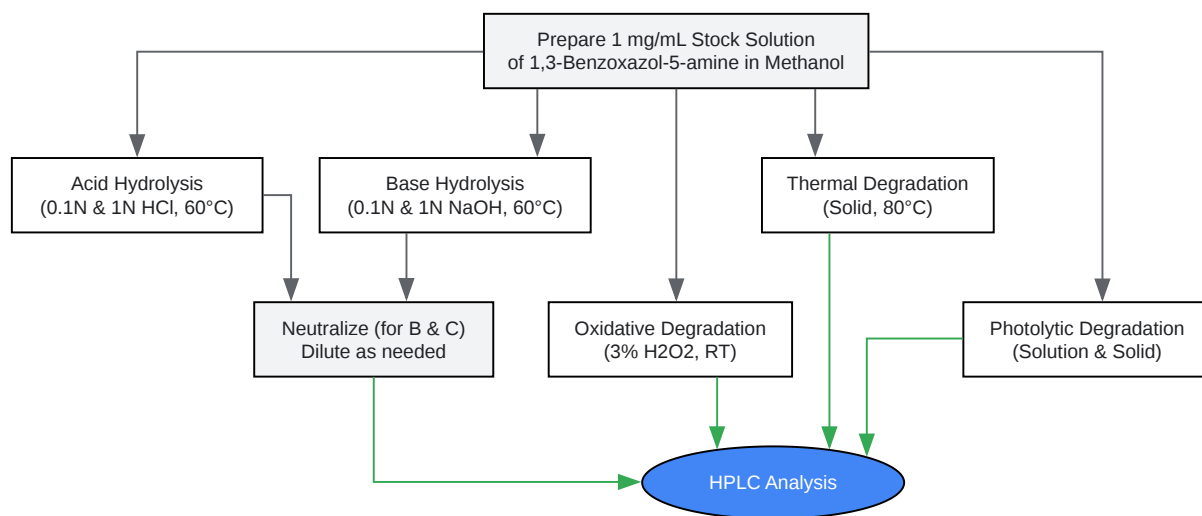 Prepare 1 mg/mL Stock Solution
of 1,3-Benzoxazol-5-amine in Methanol
Acid Hydrolysis
(0.1N & 1N HCl, 60°C)
Base Hydrolysis
(0.1N & 1N NaOH, 60°C)
Thermal Degradation
(Solid, 80°C)
Neutralize (for B & C)
Dilute as needed
Oxidative Degradation
(3% H2O2, RT)
Photolytic Degradation
(Solution & Solid)
HPLC Analysis